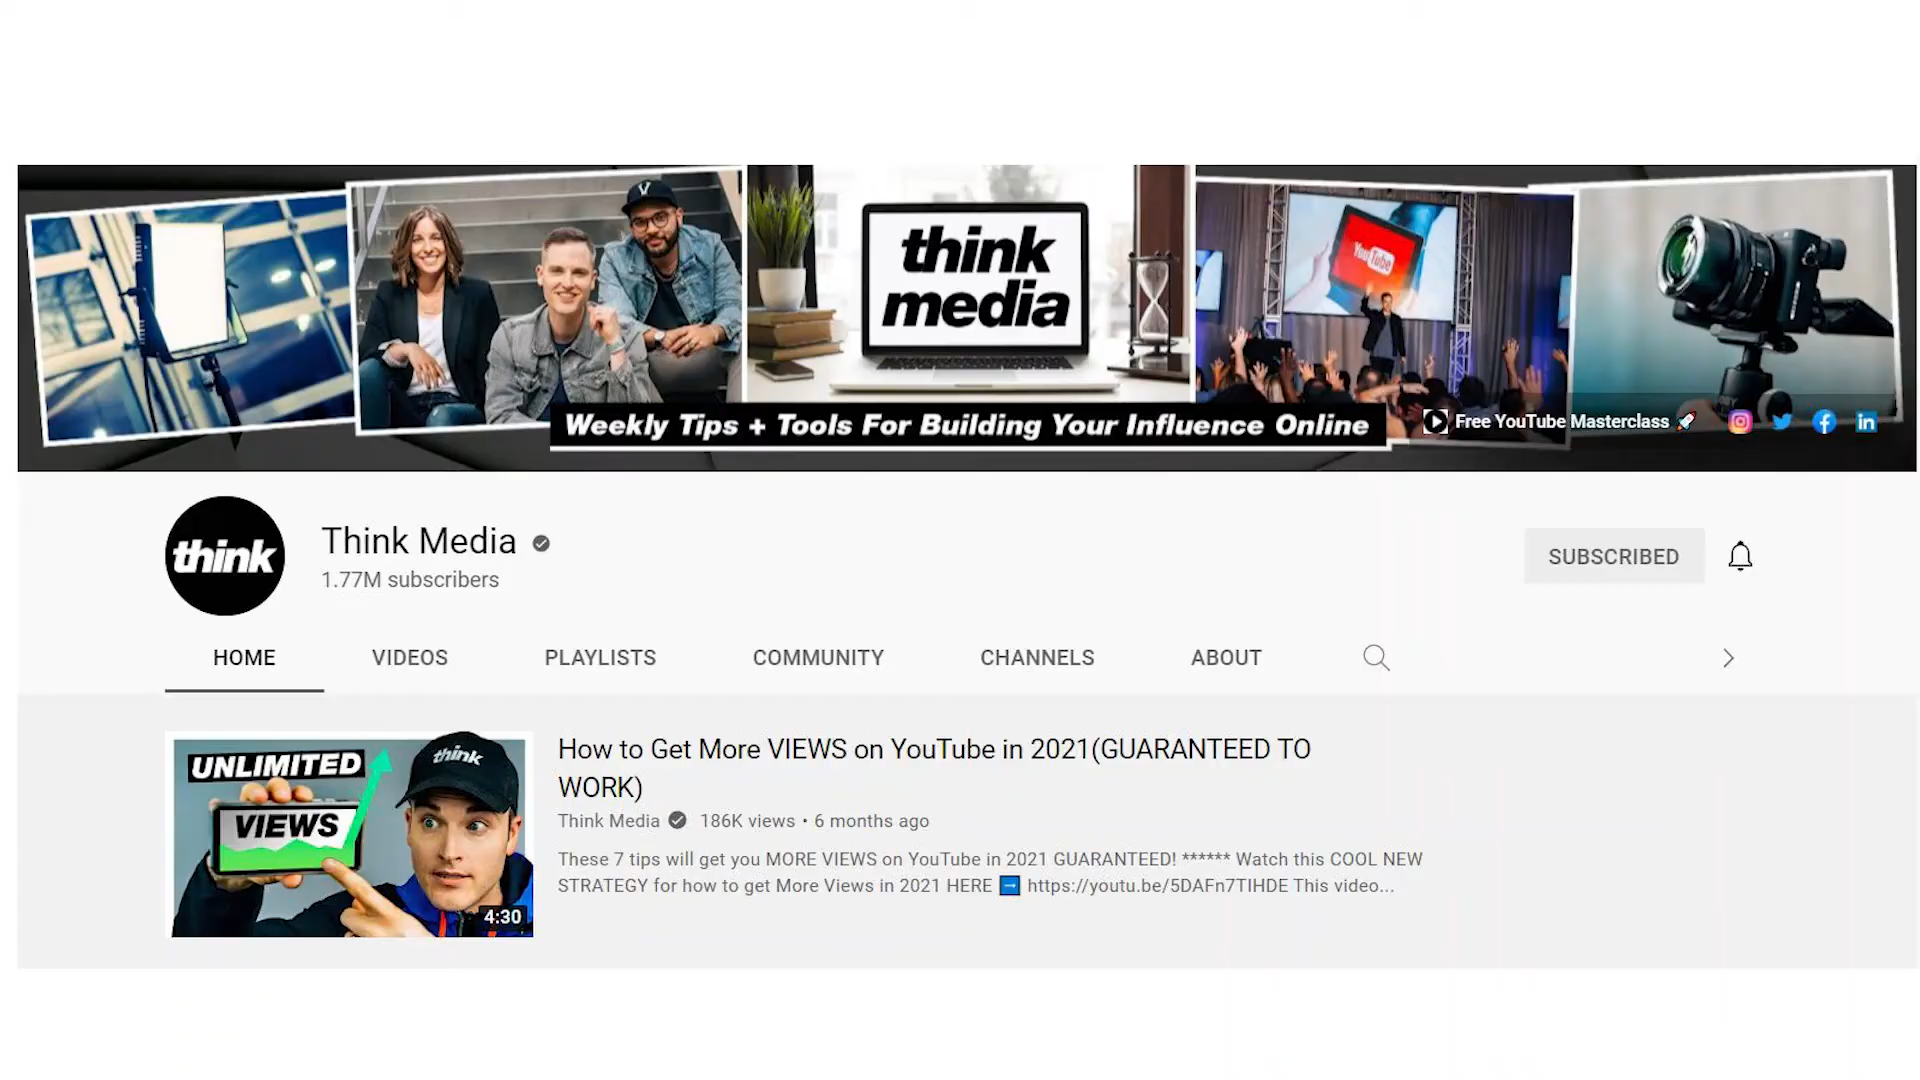 think
media
YouTube
Weekly Tips + Tools For Building Your Influence Online
Free YouTube Masterclass 🚀
think
Think Media
1.77M subscribers
SUBSCRIBED
HOME VIDEOS PLAYLISTS COMMUNITY CHANNELS ABOUT
UNLIMITED
VIEWS
think
4:30
How to Get More VIEWS on YouTube in 2021(GUARANTEED TO
WORK)
Think Media 186K views • 6 months ago
These 7 tips will get you MORE VIEWS on YouTube in 2021 GUARANTEED! ****** Watch this COOL NEW
STRATEGY for how to get More Views in 2021 HERE ➡ https://youtu.be/5DAFn7TIHDE This video...